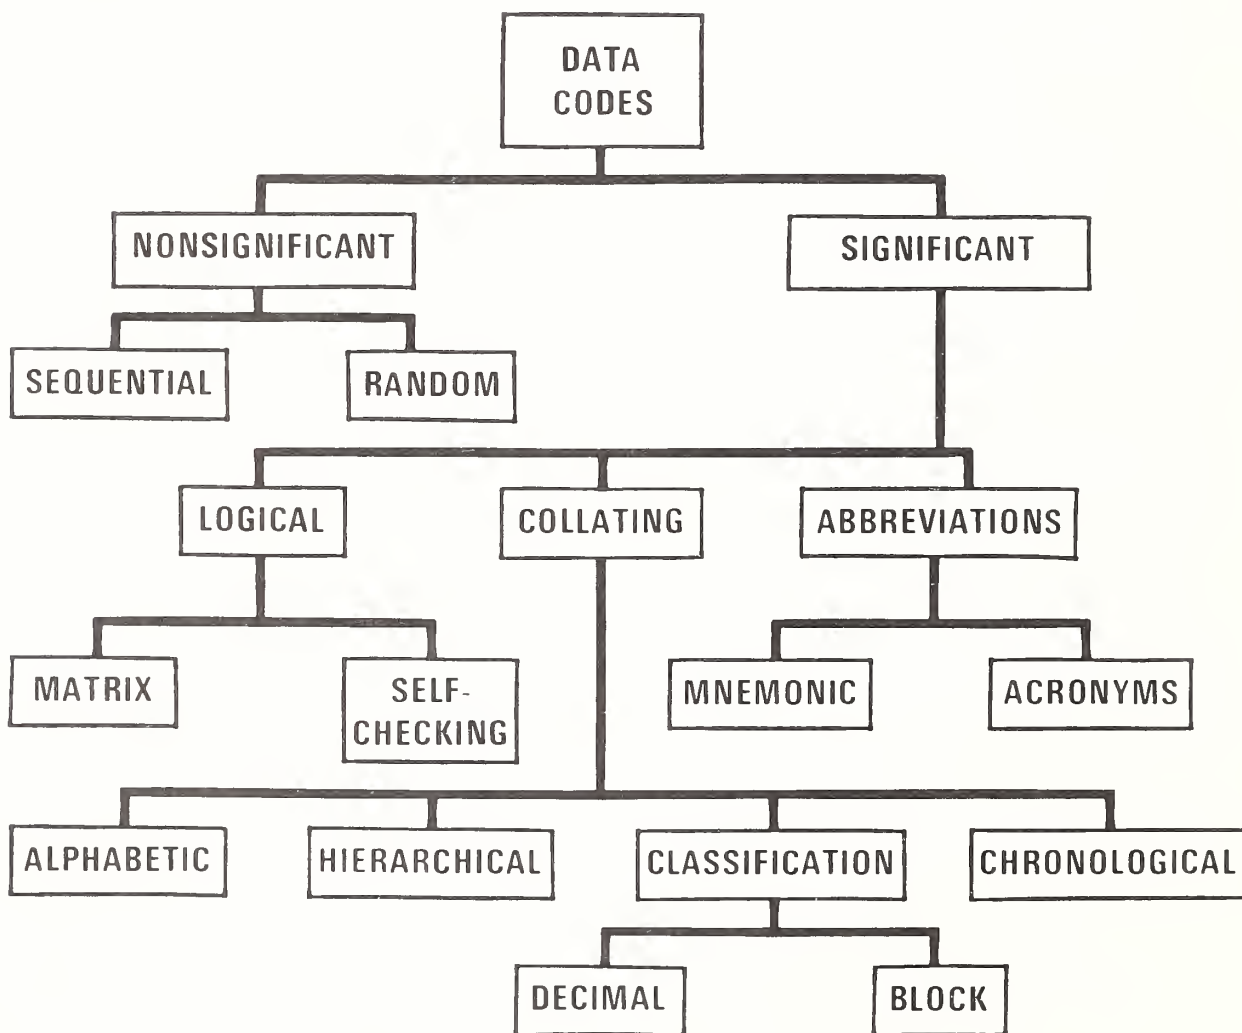 DATA
CODES
NONSIGNIFICANT
SIGNIFICANT
SEQUENTIAL
RANDOM
LOGICAL
COLLATING
ABBREVIATIONS
MATRIX
SELF-
CHECKING
MNEMONIC
ACRONYMS
ALPHABETIC
HIERARCHICAL
CLASSIFICATION
CHRONOLOGICAL
DECIMAL
BLOCK